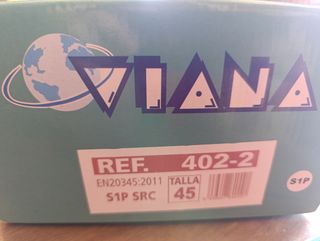 VIANA
REF. 402-2
EN20345:2011 TALLA
S1P SRC 45
S1P